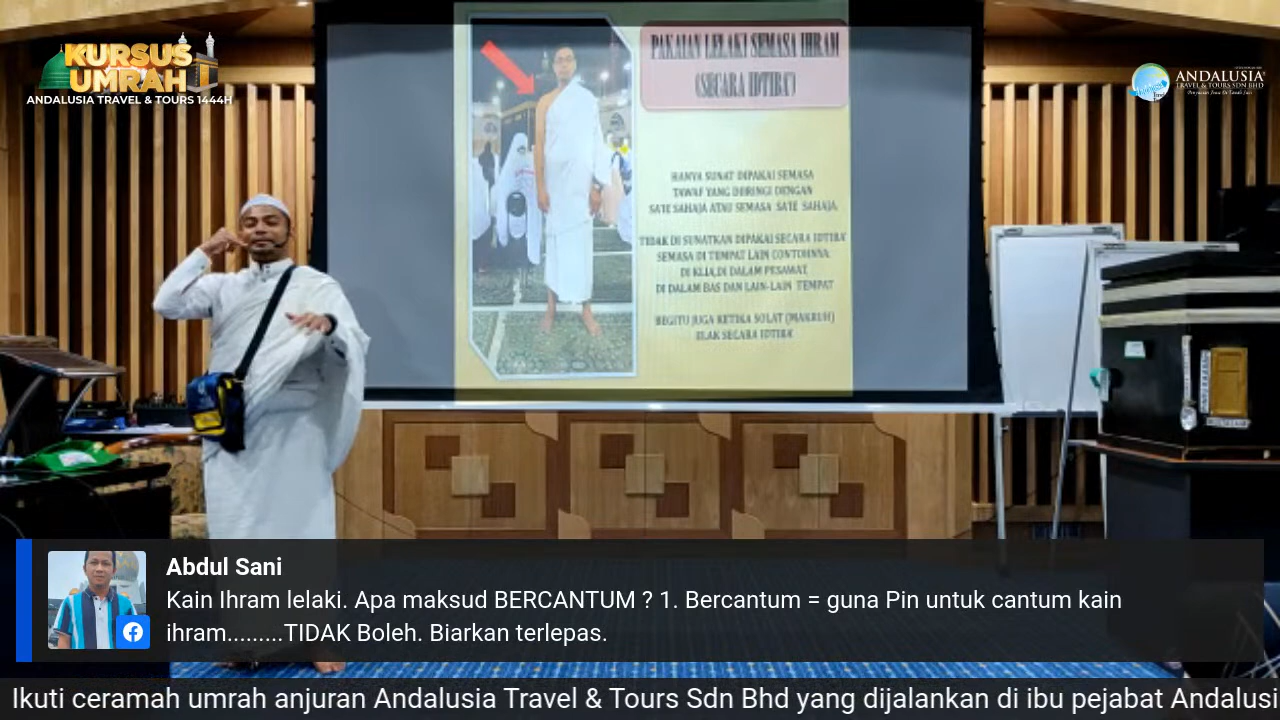 KURSUS
UMRAH
ANDALUSIA TRAVEL & TOURS 1444H
ANDALUSIA
TRAVEL & TOURS SDN BHD
PAKAIAN LELAKI SEMASA IHRAM
(SECARA IDTIBA')
HANYA SUNAT DIPAKAI SEMASA
TAWAF YANG DIIRINGI DENGAN
SA'IE SAHAJA ATAU SEMASA SA'IE SAHAJA.
TIDAK DI SUNATKAN DIPAKAI SECARA IDTIBA'
SEMASA DI TEMPAT LAIN CONTOHNYA:
DI KLIA,DI DALAM PESAWAT,
DI DALAM BAS DAN LAIN-LAIN TEMPAT
BEGITU JUGA KETIKA SOLAT (MAKRUH)
ELAK SECARA IDTIBA'
Abdul Sani
Kain Ihram lelaki. Apa maksud BERCANTUM ? 1. Bercantum = guna Pin untuk cantum kain
ihram.........TIDAK Boleh. Biarkan terlepas.
Ikuti ceramah umrah anjuran Andalusia Travel & Tours Sdn Bhd yang dijalankan di ibu pejabat Andalusi